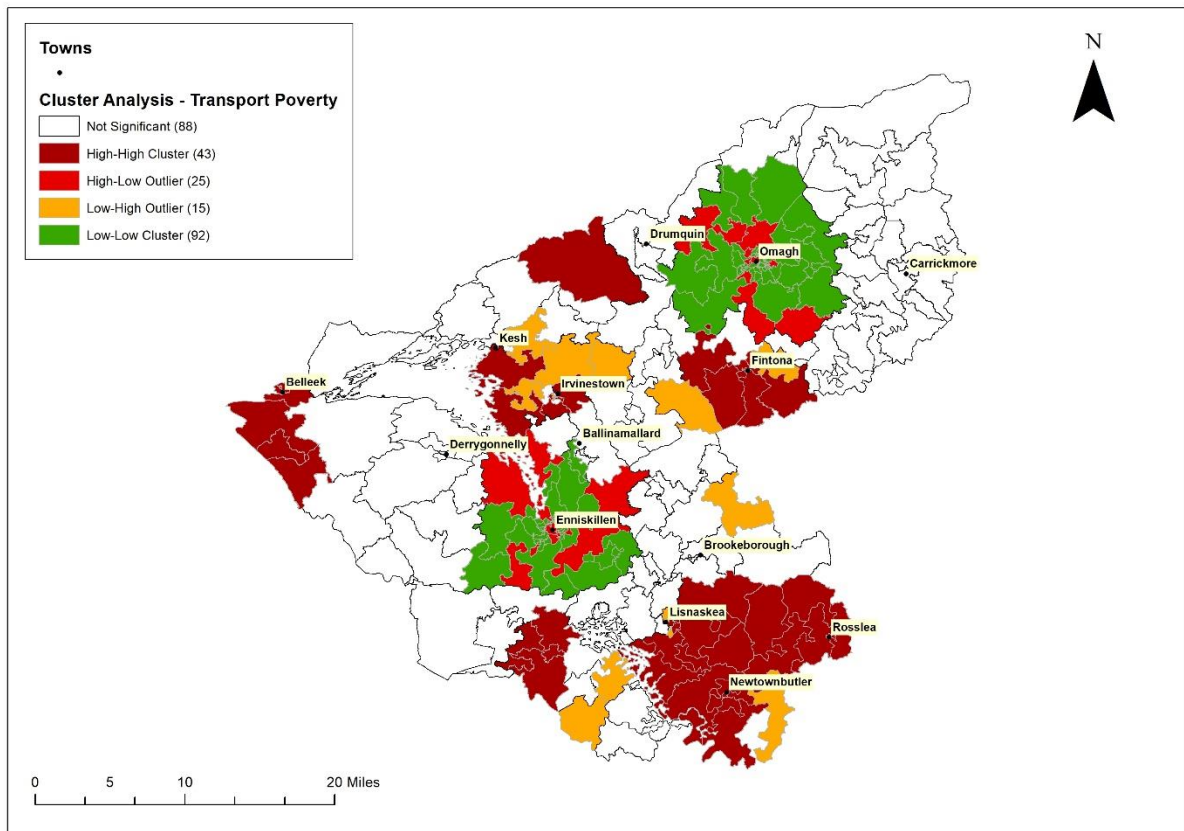 Towns
Cluster Analysis - Transport Poverty
Not Significant (88)
High-High Cluster (43)
High-Low Outlier (25)
Low-High Outlier (15)
Low-Low Cluster (92)
N
Drumquin
Omagh
Carrickmore
Kesh
Fintona
Belleek
Irvinestown
Ballinamallard
Derrygonnelly
Enniskillen
Brookeborough
Lisnaskea
Rosslea
Newtownbutler
0 5 10 20 Miles